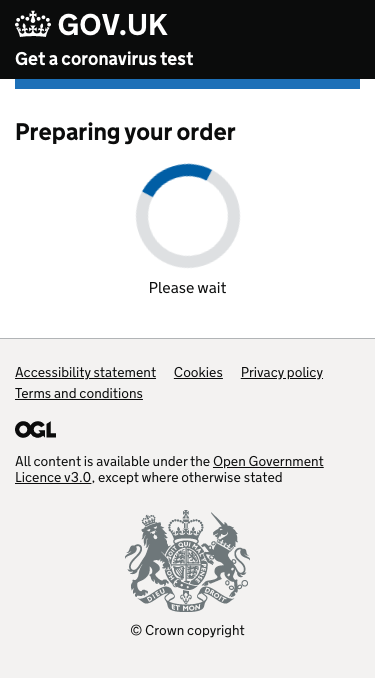 GOV.UK
Get a coronavirus test
Preparing your order
Please wait
Accessibility statement Cookies Privacy policy
Terms and conditions
OGL
All content is available under the Open Government
Licence v3.0, except where otherwise stated
DIEU ET MON DROIT
© Crown copyright